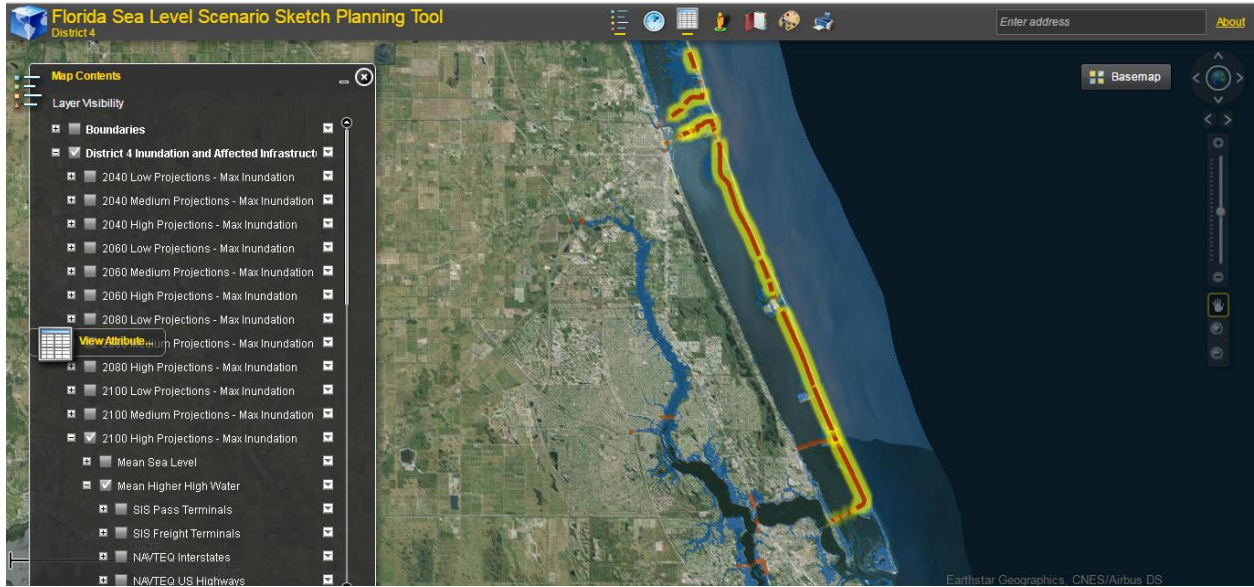 Florida Sea Level Scenario Sketch Planning Tool
District 4
Enter address
About
Map Contents
Layer Visibility
Boundaries
District 4 Inundation and Affected Infrastruct
2040 Low Projections - Max Inundation
2040 Medium Projections - Max Inundation
2040 High Projections - Max Inundation
2060 Low Projections - Max Inundation
2060 Medium Projections - Max Inundation
2060 High Projections - Max Inundation
2080 Low Projections - Max Inundation
View Attribute...
Projections - Max Inundation
2080 High Projections - Max Inundation
2100 Low Projections - Max Inundation
2100 Medium Projections - Max Inundation
2100 High Projections - Max Inundation
Mean Sea Level
Mean Higher High Water
SIS Pass Terminals
SIS Freight Terminals
NAVTEQ Interstates
NAVTEQ US Highways
Basemap
Earthstar Geographics, CNES/Airbus DS